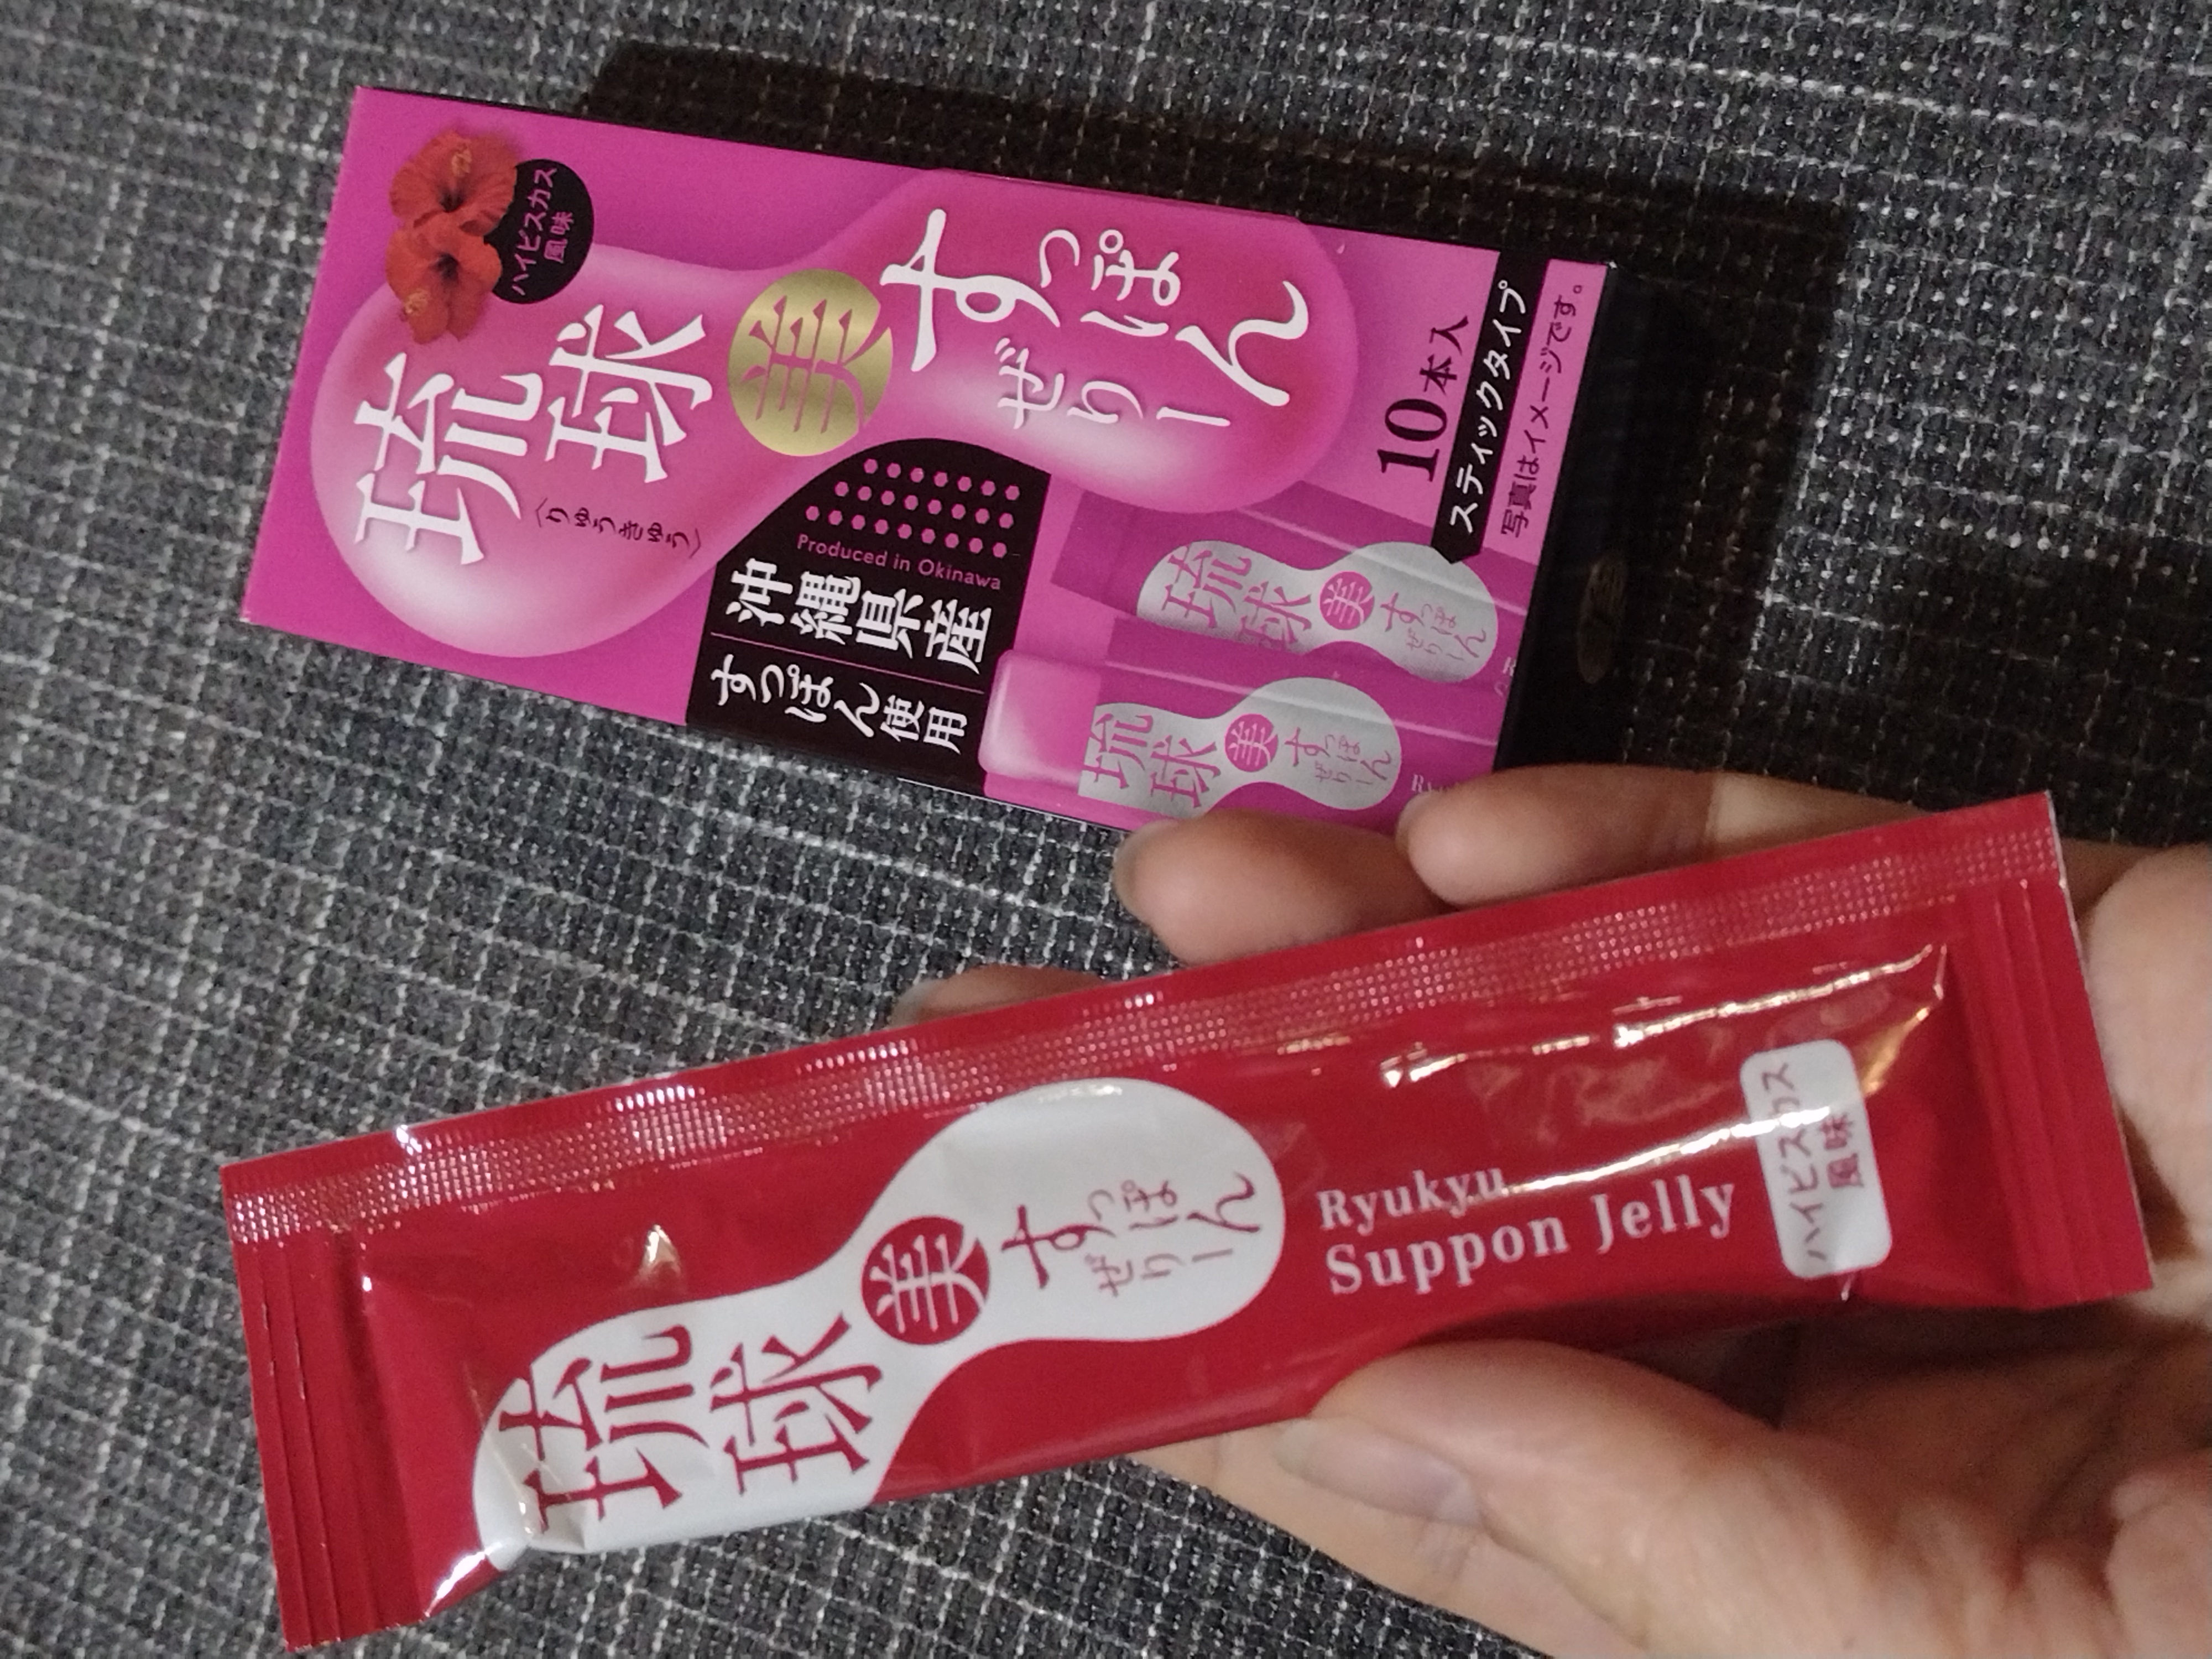 ハイビスカス
風味
琉球
〈りゅうきゅう〉
美
すっぽん
ぜりー
Produced in Okinawa
沖縄県産
すっぽん使用
10本入
スティックタイプ
写真はイメージです。
琉球
美
すっぽん
ぜりー
琉球
美
すっぽん
ぜりー
琉球
美
すっぽん
ぜりー
Ryukyu
Suppon Jelly
ハイビスカス
風味